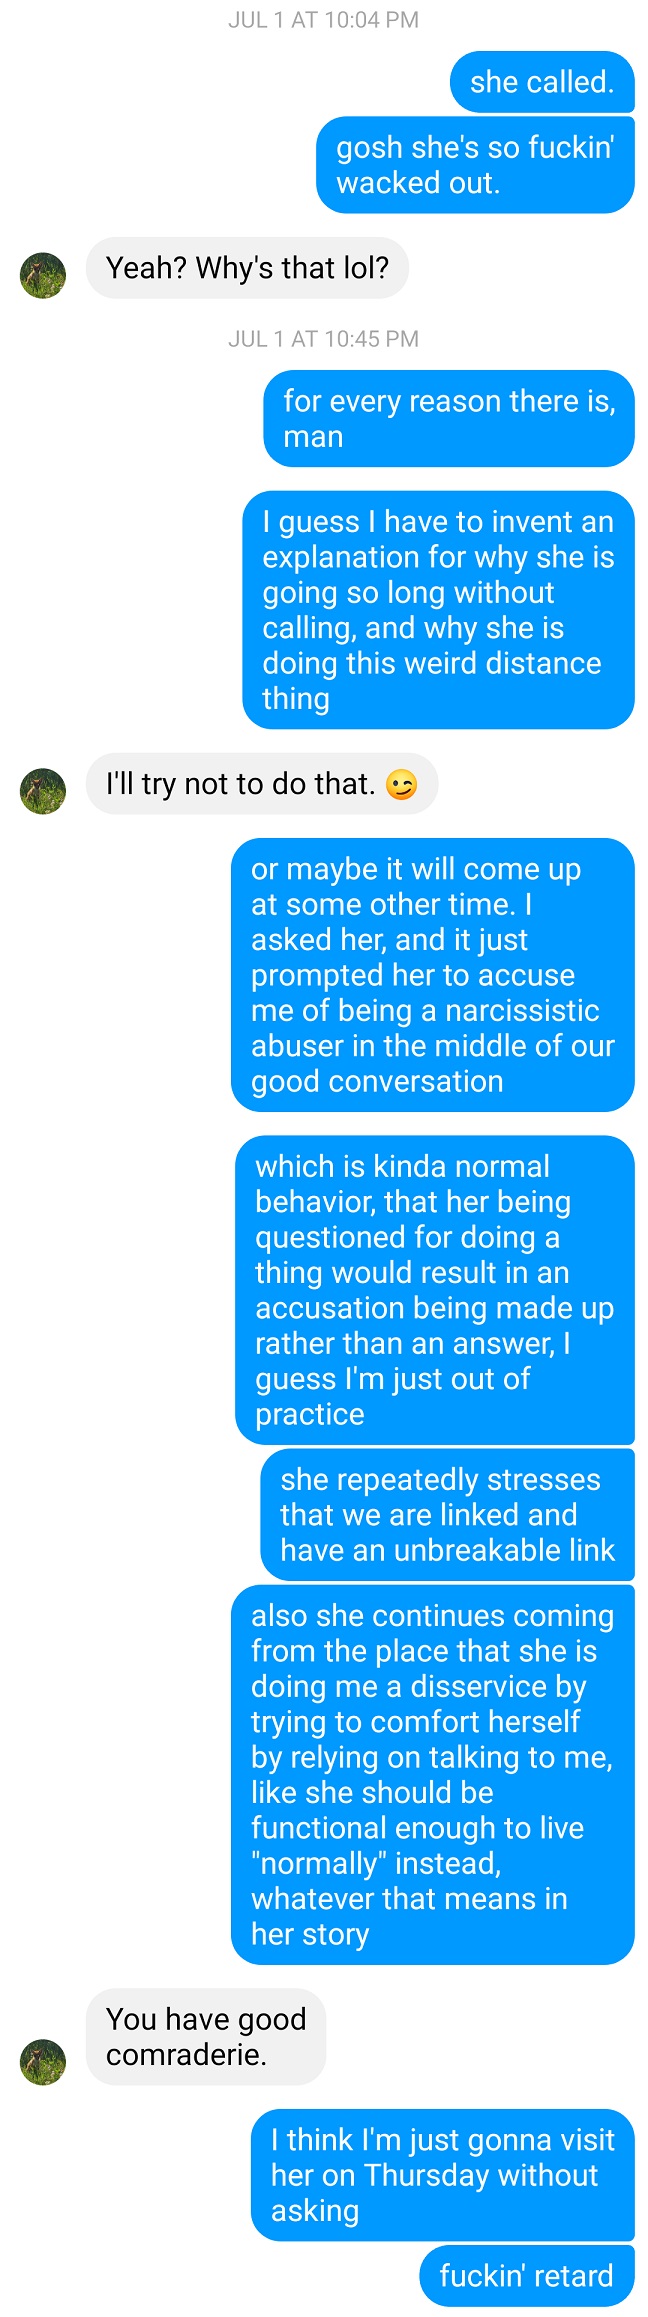 JUL 1 AT 10:04 PM
she called.
gosh she's so fuckin'
wacked out.
Yeah? Why's that lol?
JUL 1 AT 10:45 PM
for every reason there is,
man
I guess I have to invent an
explanation for why she is
going so long without
calling, and why she is
doing this weird distance
thing
I'll try not to do that. 😉
or maybe it will come up
at some other time. I
asked her, and it just
prompted her to accuse
me of being a narcissistic
abuser in the middle of our
good conversation
which is kinda normal
behavior, that her being
questioned for doing a
thing would result in an
accusation being made up
rather than an answer, I
guess I'm just out of
practice
she repeatedly stresses
that we are linked and
have an unbreakable link
also she continues coming
from the place that she is
doing me a disservice by
trying to comfort herself
by relying on talking to me,
like she should be
functional enough to live
"normally" instead,
whatever that means in
her story
You have good
comraderie.
I think I'm just gonna visit
her on Thursday without
asking
fuckin' retard